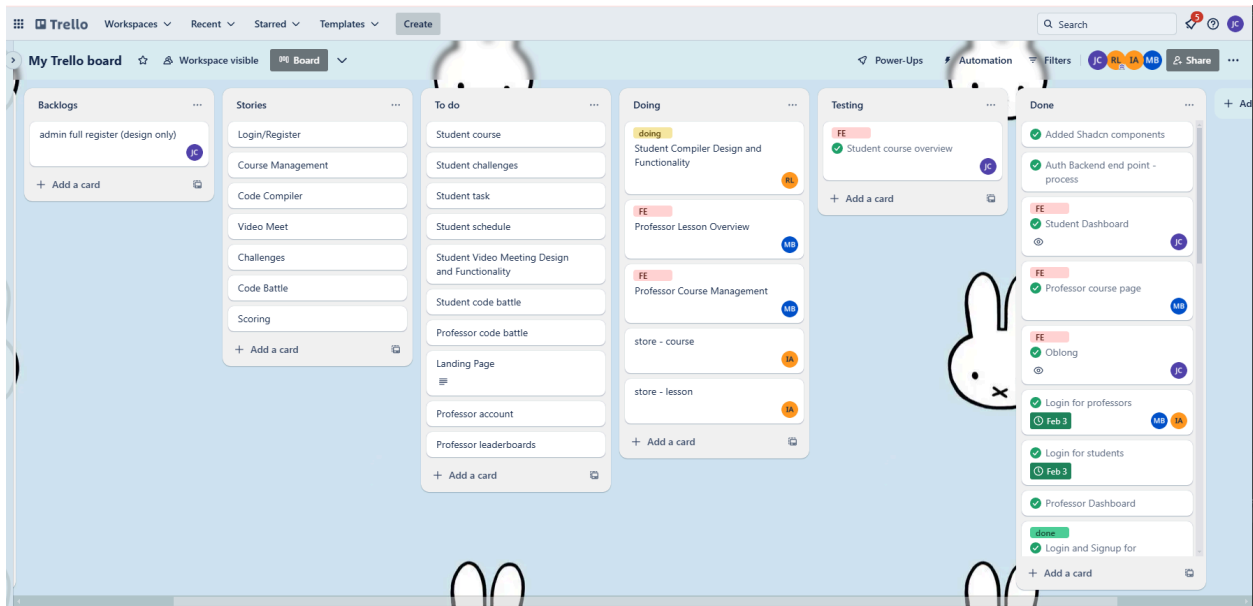 Trello
Workspaces
Recent
Starred
Templates
Create
Search
5
JC
My Trello board
Workspace visible
Board
Power-Ups
Automation
Filters
JC RL IA MB
Share
Backlogs
admin full register (design only)
JC
+ Add a card
Stories
Login/Register
Course Management
Code Compiler
Video Meet
Challenges
Code Battle
Scoring
+ Add a card
To do
Student course
Student challenges
Student task
Student schedule
Student Video Meeting Design
and Functionality
Student code battle
Professor code battle
Landing Page
Professor account
Professor leaderboards
+ Add a card
Doing
doing
Student Compiler Design and
Functionality
RL
FE
Professor Lesson Overview
MB
FE
Professor Course Management
MB
store - course
IA
store - lesson
IA
+ Add a card
Testing
FE
Student course overview
JC
+ Add a card
Done
Added Shadcn components
Auth Backend end point -
process
FE
Student Dashboard
JC
FE
Professor course page
MB
FE
Oblong
JC
Login for professors
Feb 3
MB IA
Login for students
Feb 3
Professor Dashboard
done
Login and Signup for
+ Add a card
+ Ad